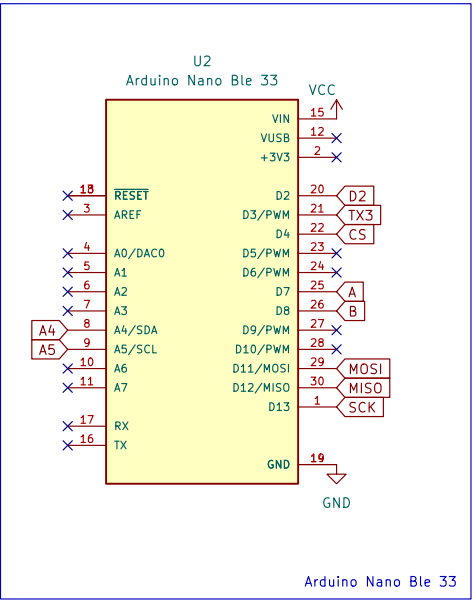 U2
Arduino Nano Ble 33
VCC
VIN 15
VUSB 12
+3V3 2
RESET D2 20 D2
3 AREF D3/PWM 21 TX3
D4 22 CS
4 A0/DAC0 D5/PWM 23
5 A1 D6/PWM 24
6 A2 D7 25 A
7 A3 D8 26 B
A4 8 A4/SDA D9/PWM 27
A5 9 A5/SCL D10/PWM 28
10 A6 D11/MOSI 29 MOSI
11 A7 D12/MISO 30 MISO
D13 1 SCK
17 RX
16 TX
GND
GND
Arduino Nano Ble 33